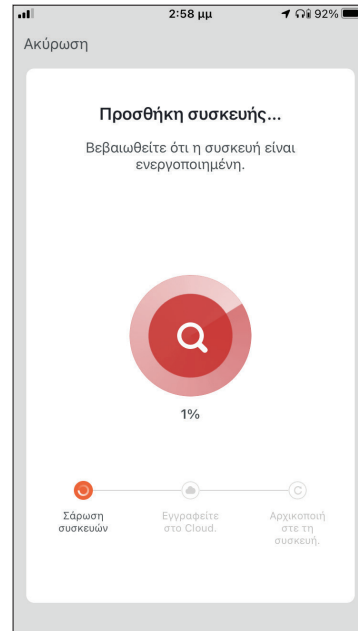 2:58 μμ 92%
Ακύρωση
Προσθήκη συσκευής...
Βεβαιωθείτε ότι η συσκευή είναι
ενεργοποιημένη.
1%
Σάρωση
συσκευών
Εγγραφείτε
στο Cloud.
Αρχικοποιή
στε τη
συσκευή.